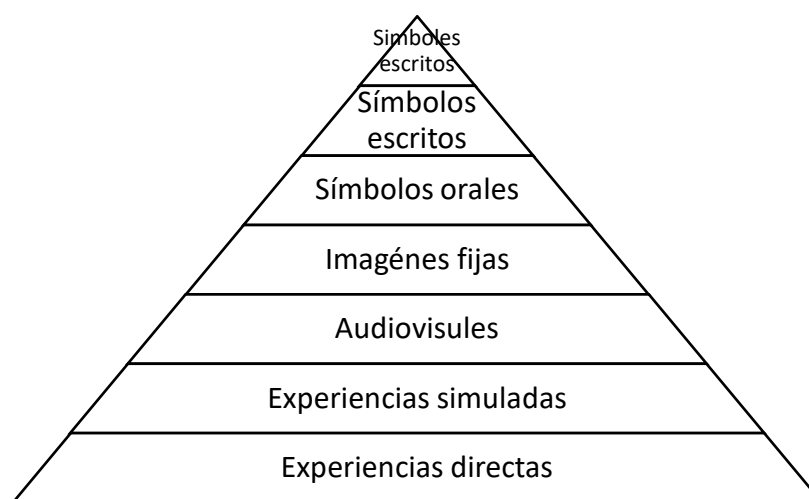 Simboles
escritos
Símbolos
escritos
Símbolos orales
Imagénes fijas
Audiovisules
Experiencias simuladas
Experiencias directas